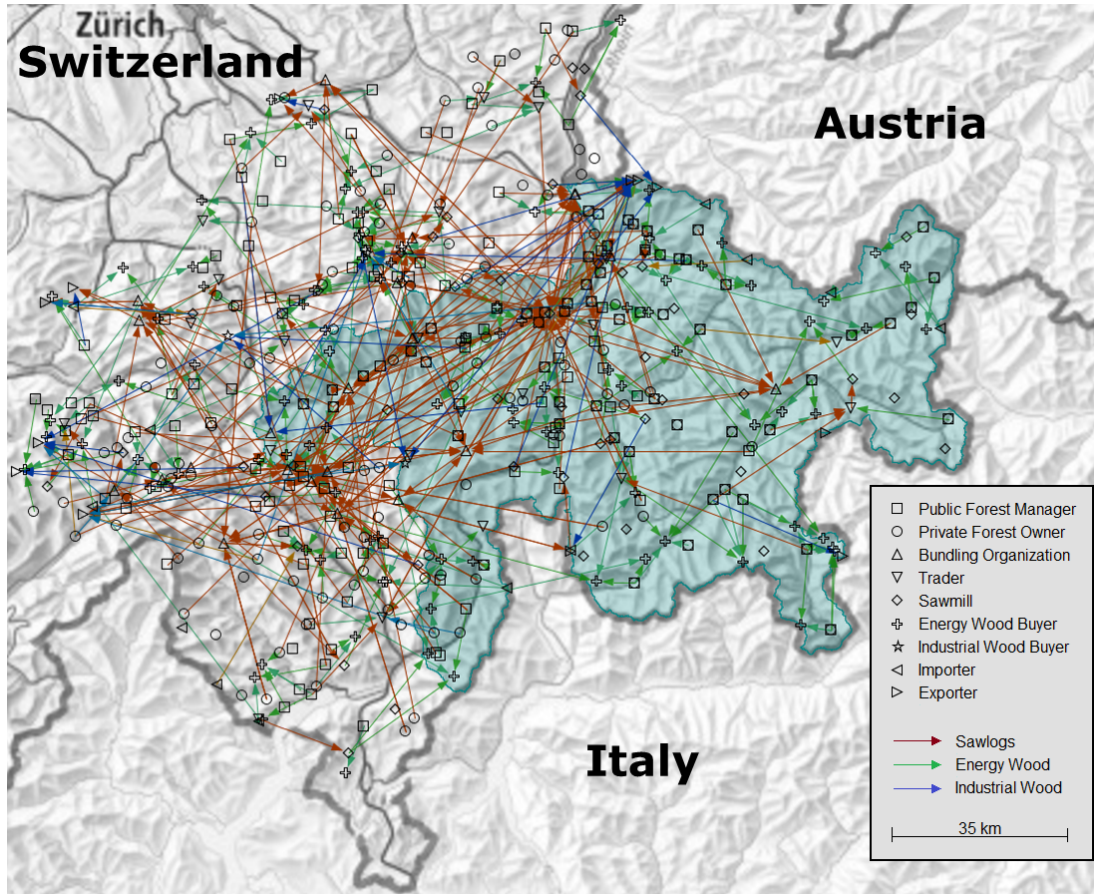 Zürich
Switzerland
Austria
Italy
Public Forest Manager
Private Forest Owner
Bundling Organization
Trader
Sawmill
Energy Wood Buyer
Industrial Wood Buyer
Importer
Exporter
Sawlogs
Energy Wood
Industrial Wood
35 km